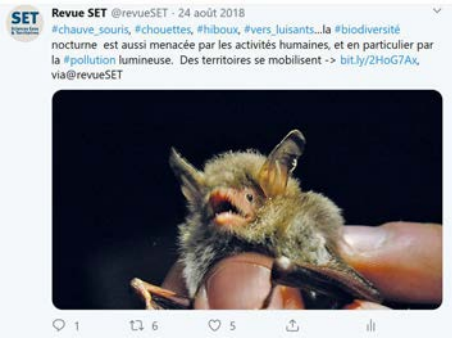 SET
Revue SET @revueSET · 24 août 2018
#chauve_souris, #chouettes, #hiboux, #vers_luisants...la #biodiversité
nocturne est aussi menacée par les activités humaines, et en particulier par
la #pollution lumineuse. Des territoires se mobilisent -> bit.ly/2HoG7Ax,
via@revueSET
1 6 5